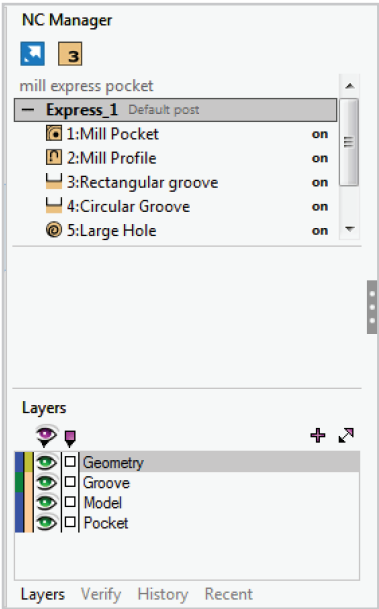 NC Manager
3
mill express pocket
Express_1 Default post
1:Mill Pocket on
2:Mill Profile on
3:Rectangular groove on
4:Circular Groove on
5:Large Hole on
Layers
Geometry
Groove
Model
Pocket
Layers Verify History Recent